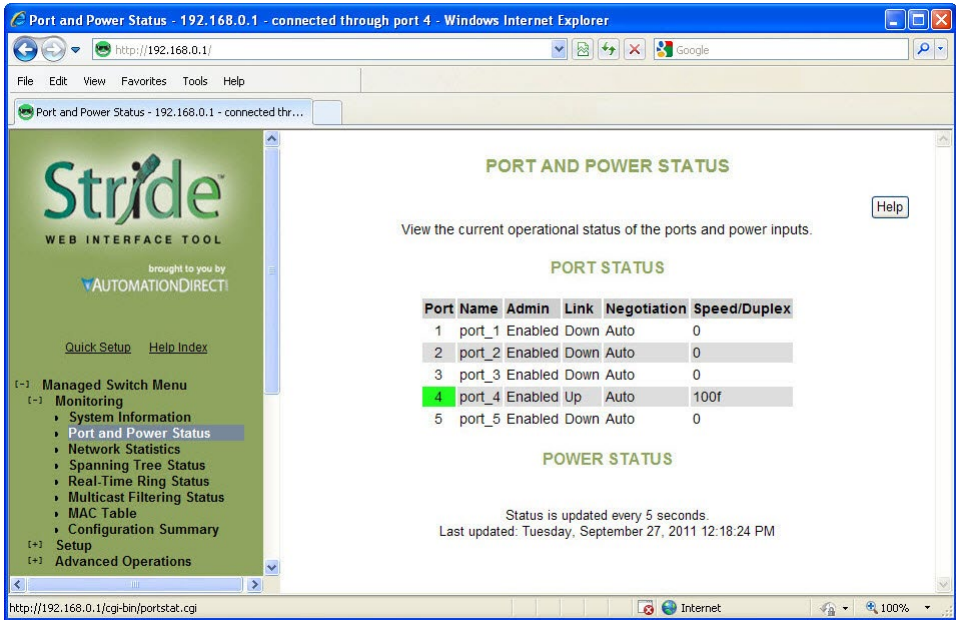 Port and Power Status - 192.168.0.1 - connected through port 4 - Windows Internet Explorer
http://192.168.0.1/
Google
File Edit View Favorites Tools Help
Port and Power Status - 192.168.0.1 - connected thr...
Stride
WEB INTERFACE TOOL
brought to you by
AUTOMATIONDIRECT
Quick Setup Help Index
[-] Managed Switch Menu
[-] Monitoring
System Information
Port and Power Status
Network Statistics
Spanning Tree Status
Real-Time Ring Status
Multicast Filtering Status
MAC Table
Configuration Summary
[+] Setup
[+] Advanced Operations
PORT AND POWER STATUS
Help
View the current operational status of the ports and power inputs.
PORT STATUS
Port Name Admin Link Negotiation Speed/Duplex
1 port_1 Enabled Down Auto 0
2 port_2 Enabled Down Auto 0
3 port_3 Enabled Down Auto 0
4 port_4 Enabled Up Auto 100f
5 port_5 Enabled Down Auto 0
POWER STATUS
Status is updated every 5 seconds.
Last updated: Tuesday, September 27, 2011 12:18:24 PM
http://192.168.0.1/cgi-bin/portstat.cgi
Internet
100%